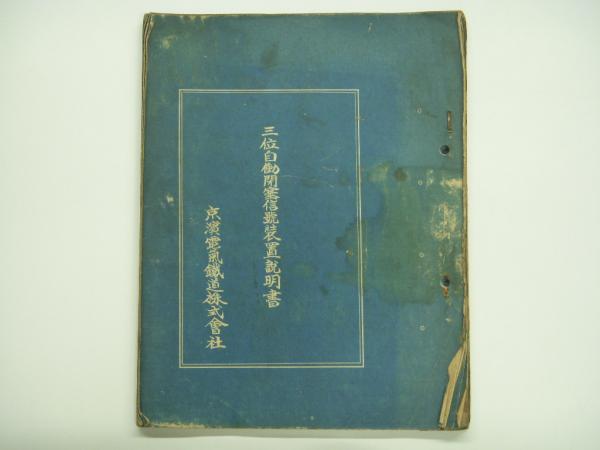 三位自働閉塞信號装置説明書
京濱電氣鐵道株式會社